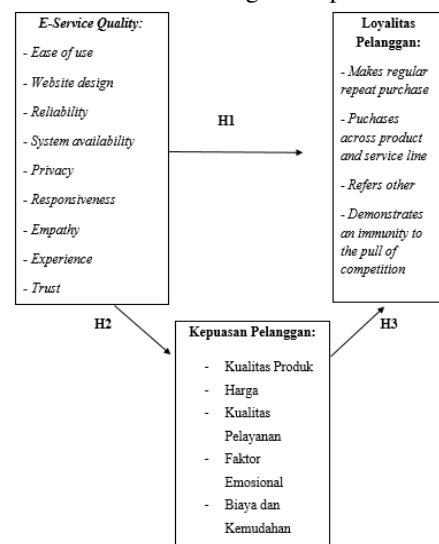 E-Service Quality:
- Ease of use
- Website design
- Reliability
- System availability
- Privacy
- Responsiveness
- Empathy
- Experience
- Trust
H1
Loyalitas
Pelanggan:
- Makes regular
repeat purchase
- Puchases
across product
and service line
- Refers other
- Demonstrates
an immunity to
the pull of
competition
H2
H3
Kepuasan Pelanggan:
- Kualitas Produk
- Harga
- Kualitas
Pelayanan
- Faktor
Emosional
- Biaya dan
Kemudahan